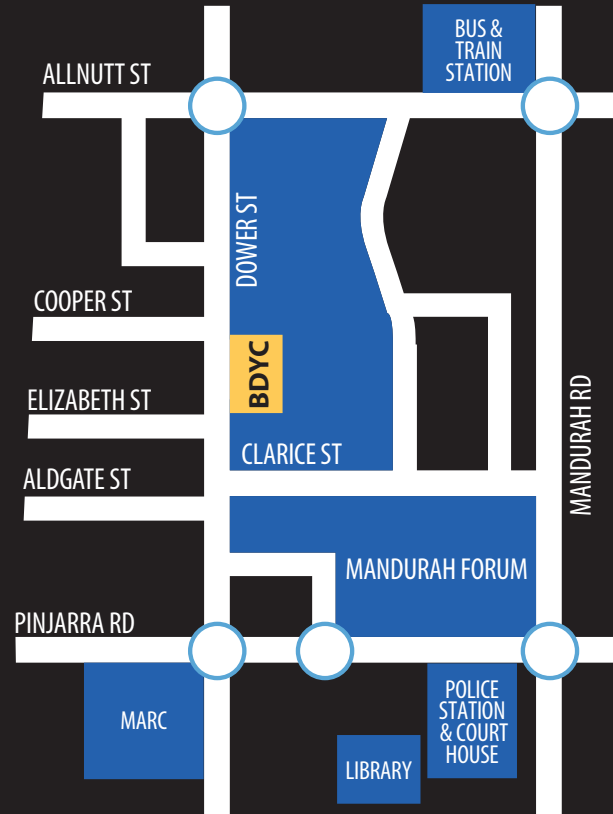 BUS &
TRAIN
STATION
ALLNUTT ST
DOWER ST
COOPER ST
BDYC
ELIZABETH ST
MANDURAH RD
CLARICE ST
ALDGATE ST
MANDURAH FORUM
PINJARRA RD
MARC
POLICE
STATION
& COURT
HOUSE
LIBRARY